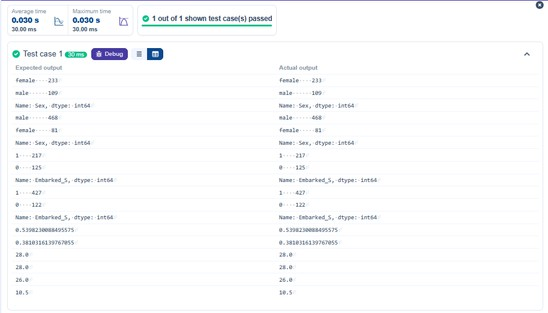 Average time
0.030 s
30.00 ms
Maximum time
0.030 s
30.00 ms
1 out of 1 shown test case(s) passed
Test case 1 30 ms Debug
Expected output
Female····233
male······109
Name:·Sex,·dtype:·int64
male······468
female·····81
Name:·Sex,·dtype:·int64
1····217
0····125
Name:·Embarked_S,·dtype:·int64
1····427
0····122
Name:·Embarked_S,·dtype:·int64
0.5398230088495575
0.3810316139767055
28.0
28.0
26.0
10.5
Actual output
Female····233
male······109
Name:·Sex,·dtype:·int64
male······468
female·····81
Name:·Sex,·dtype:·int64
1····217
0····125
Name:·Embarked_S,·dtype:·int64
1····427
0····122
Name:·Embarked_S,·dtype:·int64
0.5398230088495575
0.3810316139767055
28.0
28.0
26.0
10.5